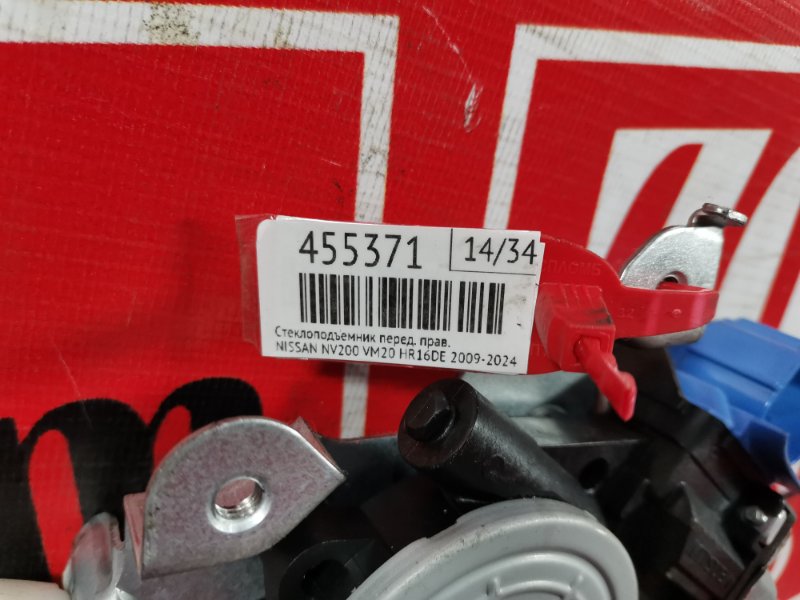 455371 14/34
Стеклоподъемник перед. прав.
NISSAN NV200 VM20 HR16DE 2009-2024